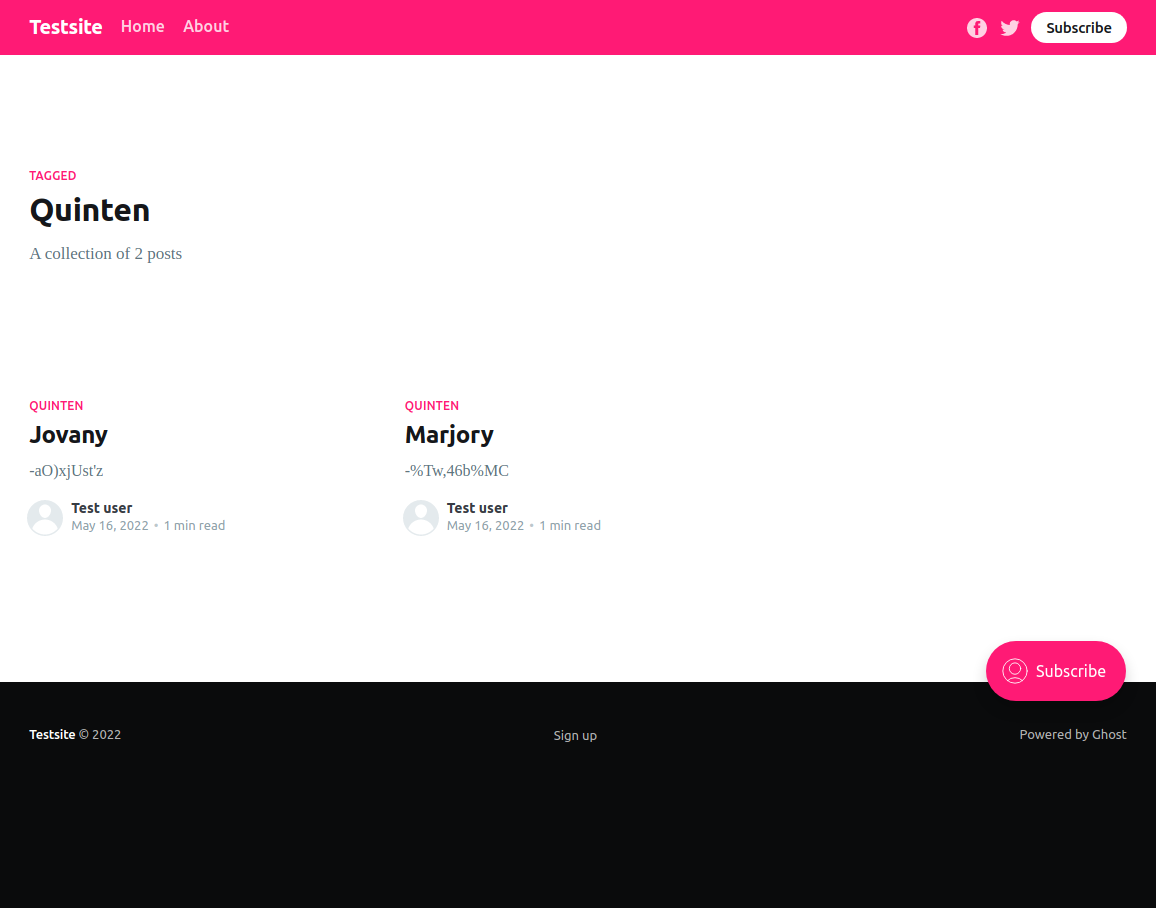 Testsite Home About Subscribe
TAGGED
Quinten
A collection of 2 posts
QUINTEN
Jovany
-aO)xjUst'z
Test user
May 16, 2022 • 1 min read
QUINTEN
Marjory
-%Tw,46b%MC
Test user
May 16, 2022 • 1 min read
Subscribe
Testsite © 2022
Sign up
Powered by Ghost